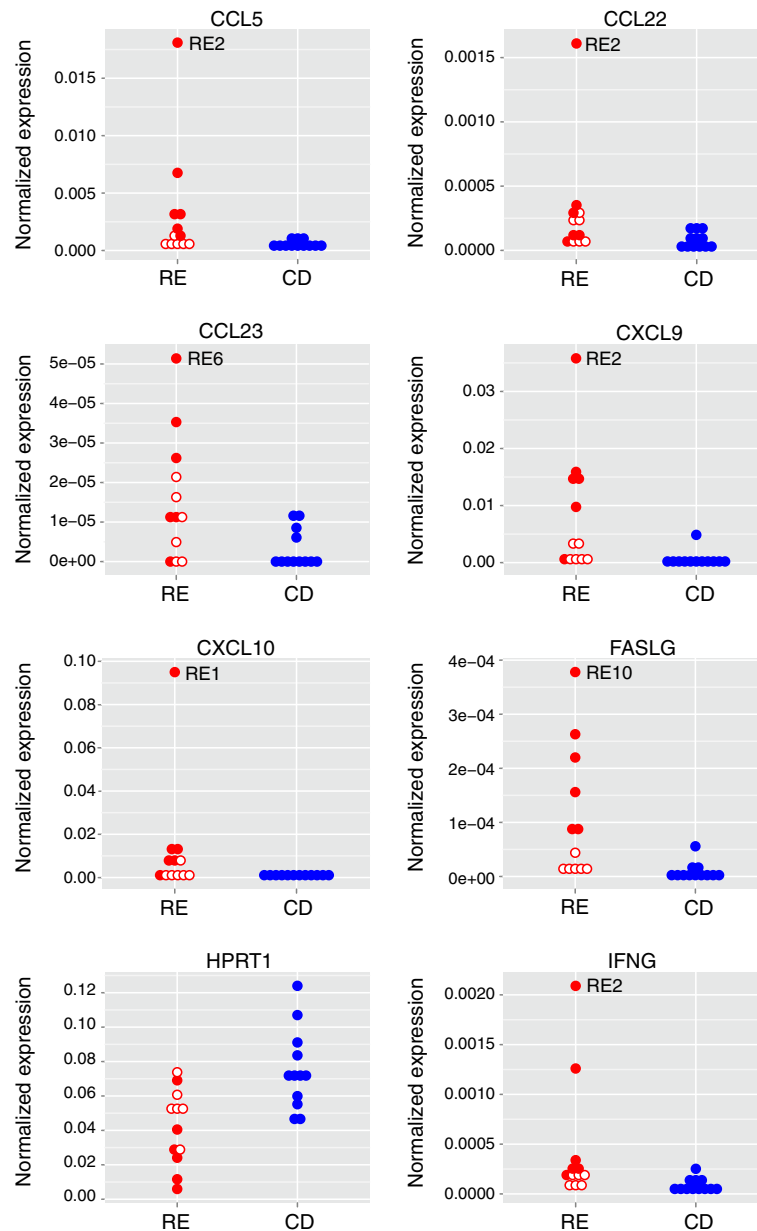 CCL5
Normalized expression
0.015
0.010
0.005
0.000
RE2
RE
CD
CCL22
Normalized expression
0.0015
0.0010
0.0005
0.0000
RE2
RE
CD
CCL23
Normalized expression
5e−05
4e−05
3e−05
2e−05
1e−05
0e+00
RE6
RE
CD
CXCL9
Normalized expression
0.03
0.02
0.01
0.00
RE2
RE
CD
CXCL10
Normalized expression
0.10
0.08
0.06
0.04
0.02
0.00
RE1
RE
CD
FASLG
Normalized expression
4e−04
3e−04
2e−04
1e−04
0e+00
RE10
RE
CD
HPRT1
Normalized expression
0.12
0.10
0.08
0.06
0.04
0.02
0.00
RE
CD
IFNG
Normalized expression
0.0020
0.0015
0.0010
0.0005
0.0000
RE2
RE
CD